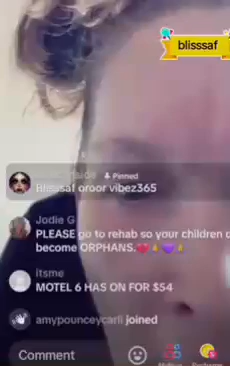 blisssaf
Pinned
Blisssaf oroor vibez365
Jodie G
PLEASE go to rehab so your children
become ORPHANS.
itsme
MOTEL 6 HAS ON FOR $54
amypounceycarli joined
Comment